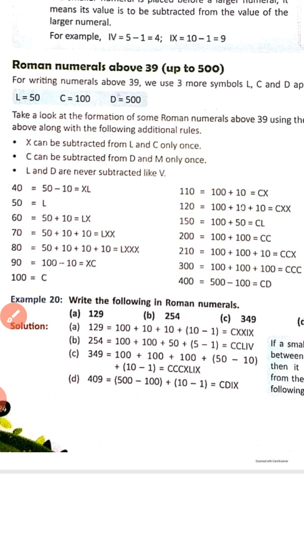 means its value is to be subtracted from the value of the
larger numeral.
For example, IV = 5 – 1 = 4; IX = 10 – 1 = 9
Roman numerals above 39 (up to 500)
For writing numerals above 39, we use 3 more symbols L, C and D ap
L = 50 C = 100 D = 500
Take a look at the formation of some Roman numerals above 39 using the
above along with the following additional rules.
• X can be subtracted from L and C only once.
• C can be subtracted from D and M only once.
• L and D are never subtracted like V.
40 = 50 – 10 = XL
50 = L
60 = 50 + 10 = LX
70 = 50 + 10 + 10 = LXX
80 = 50 + 10 + 10 + 10 = LXXX
90 = 100 – 10 = XC
100 = C
110 = 100 + 10 = CX
120 = 100 + 10 + 10 = CXX
150 = 100 + 50 = CL
200 = 100 + 100 = CC
210 = 100 + 100 + 10 = CCX
300 = 100 + 100 + 100 = CCC
400 = 500 – 100 = CD
Example 20: Write the following in Roman numerals.
(a) 129 (b) 254 (c) 349 (c
Solution: (a) 129 = 100 + 10 + 10 + (10 – 1) = CXXIX
(b) 254 = 100 + 100 + 50 + (5 – 1) = CCLIV
(c) 349 = 100 + 100 + 100 + (50 – 10)
+ (10 – 1) = CCCXLIX
(d) 409 = (500 – 100) + (10 – 1) = CDIX
If a smal
between
then it
from the
following